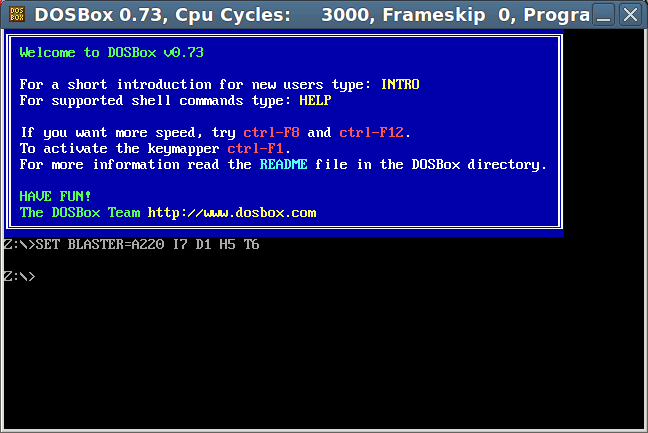 DOS
BOX
DOSBox 0.73, Cpu Cycles: 3000, Frameskip 0, Progra
Welcome to DOSBox v0.73
For a short introduction for new users type: INTRO
For supported shell commands type: HELP
If you want more speed, try ctrl-F8 and ctrl-F12.
To activate the keymapper ctrl-F1.
For more information read the README file in the DOSBox directory.
HAVE FUN!
The DOSBox Team http://www.dosbox.com
Z:\>SET BLASTER=A220 I7 D1 H5 T6
Z:\>